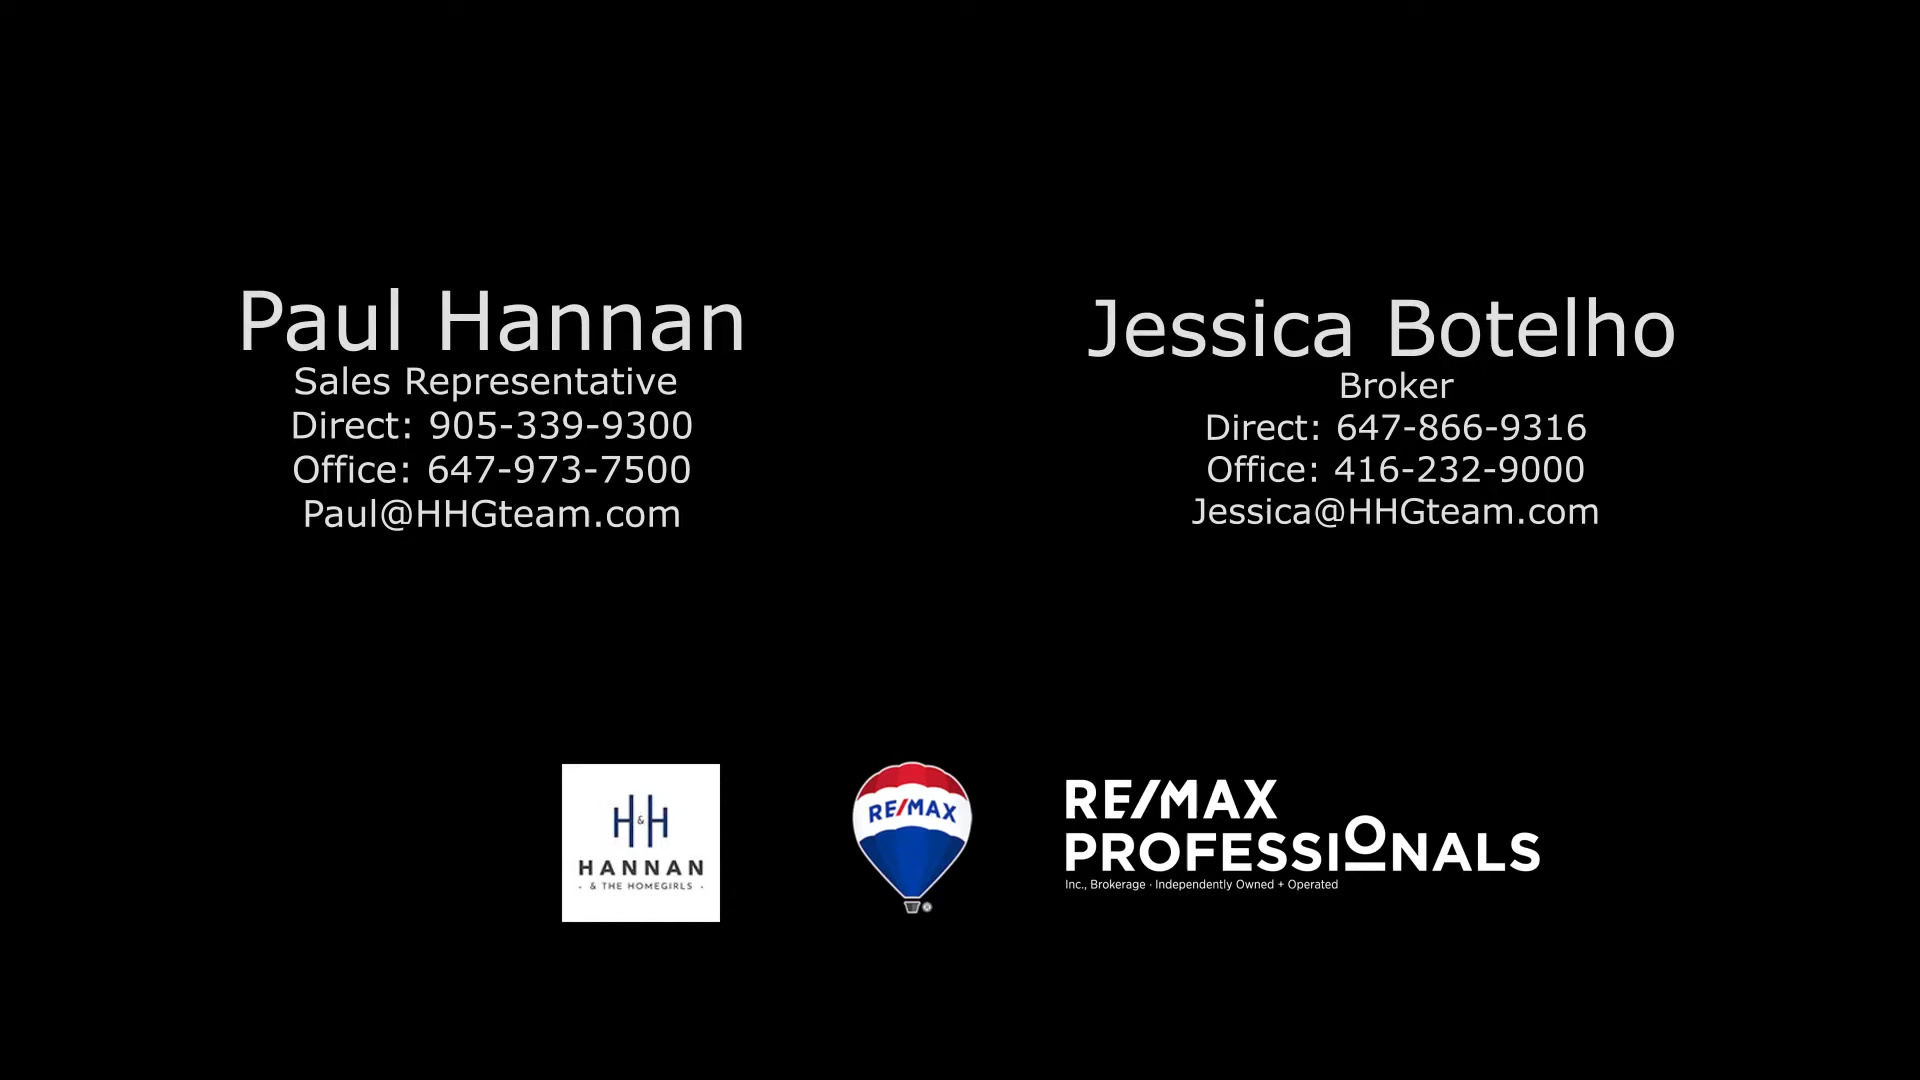 Paul Hannan
Sales Representative
Direct: 905-339-9300
Office: 647-973-7500
Paul@HHGteam.com
Jessica Botelho
Broker
Direct: 647-866-9316
Office: 416-232-9000
Jessica@HHGteam.com
H&H
HANNAN
- & THE HOMEGIRLS -
RE/MAX
®
RE/MAX
PROFESSIONALS
Inc., Brokerage · Independently Owned + Operated